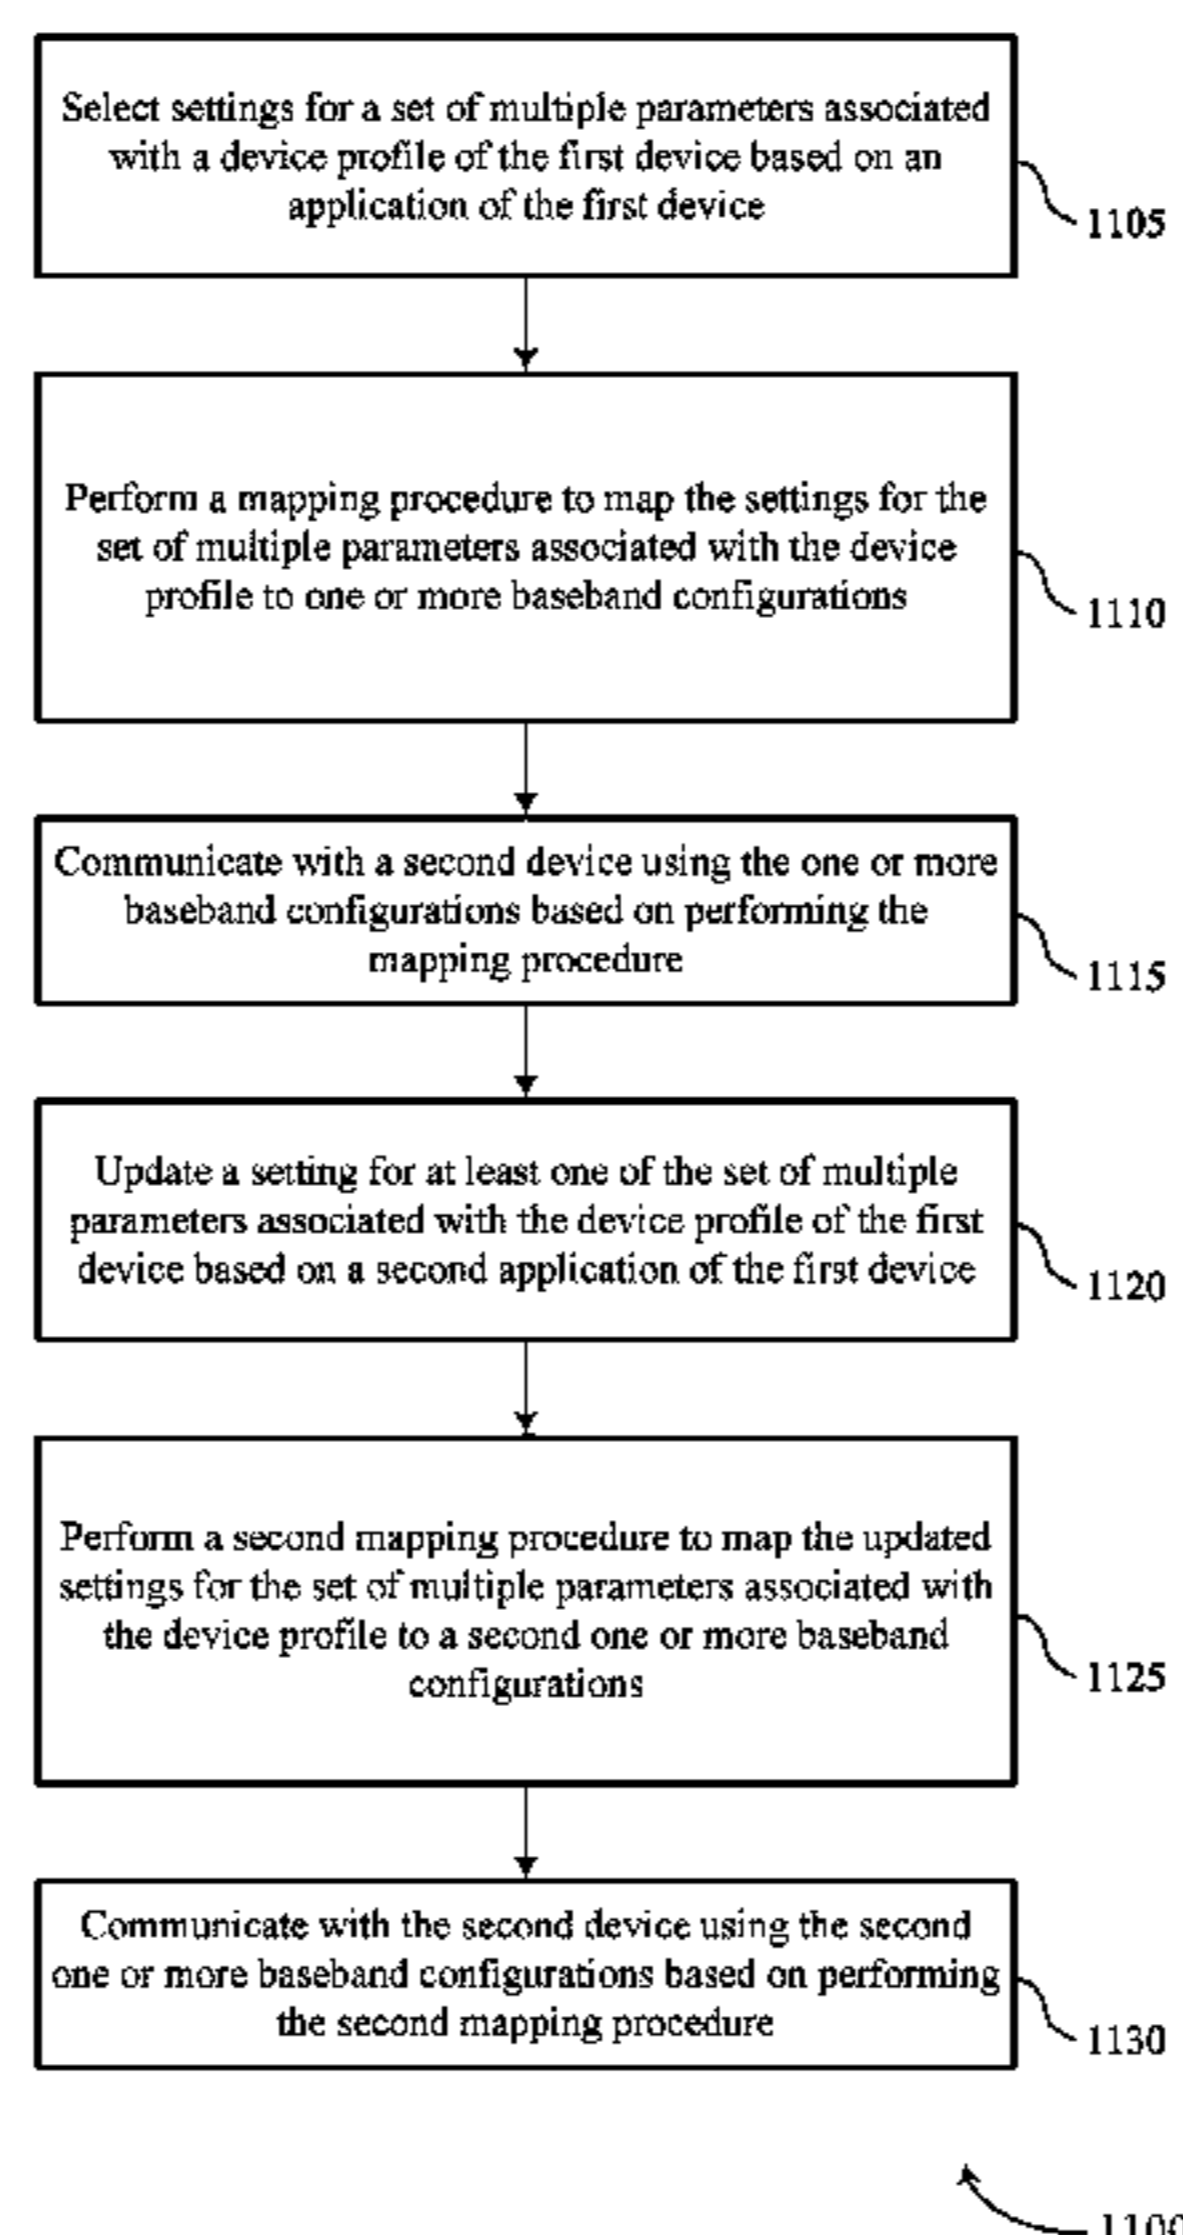 Select settings for a set of multiple parameters associated
with a device profile of the first device based on an
application of the first device
1105
Perform a mapping procedure to map the settings for the
set of multiple parameters associated with the device
profile to one or more baseband configurations
1110
Communicate with a second device using the one or more
baseband configurations based on performing the
mapping procedure
1115
Update a setting for at least one of the set of multiple
parameters associated with the device profile of the first
device based on a second application of the first device
1120
Perform a second mapping procedure to map the updated
settings for the set of multiple parameters associated with
the device profile to a second one or more baseband
configurations
1125
Communicate with the second device using the second
one or more baseband configurations based on performing
the second mapping procedure
1130
1100